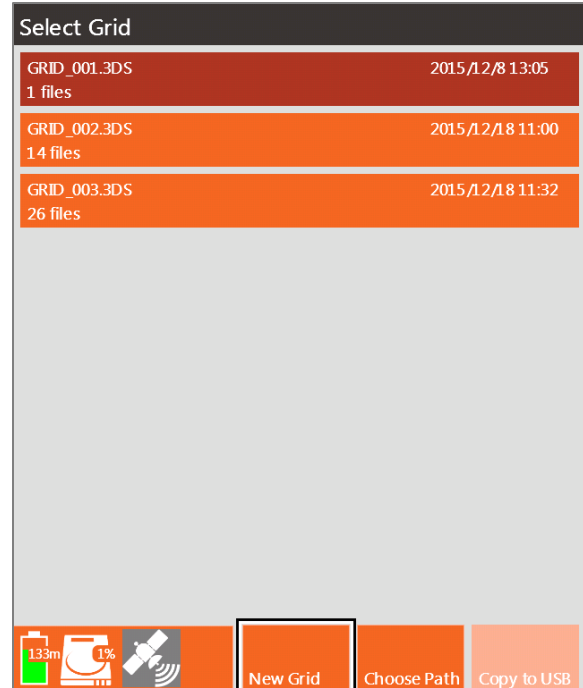 Select Grid
GRID_001.3DS 2015/12/8 13:05
1 files
GRID_002.3DS 2015/12/18 11:00
14 files
GRID_003.3DS 2015/12/18 11:32
26 files
133m 1% New Grid Choose Path Copy to USB